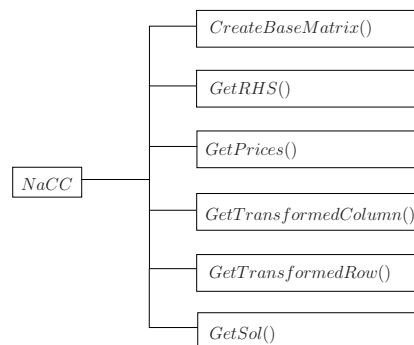 CreateBaseMatrix()
GetRHS()
GetPrices()
NaCC
GetTransformedColumn()
GetTransformedRow()
GetSol()